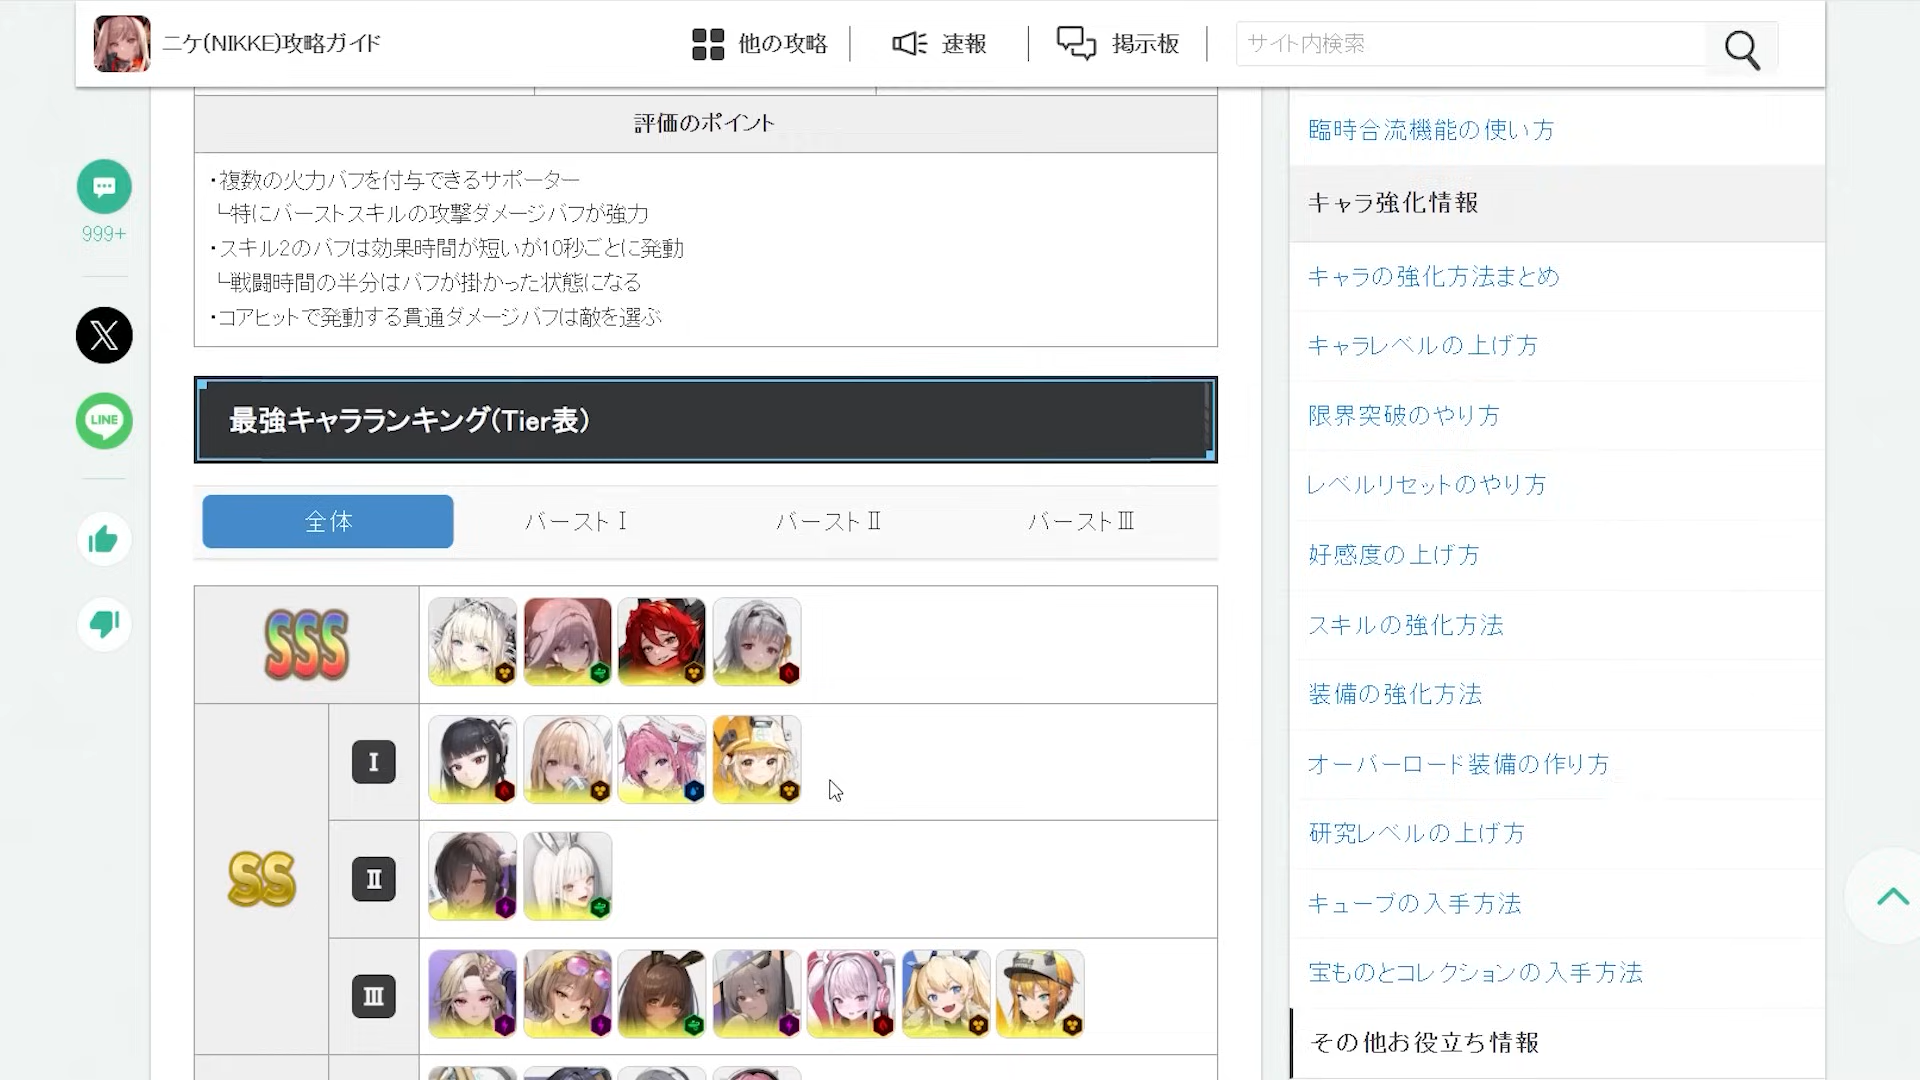 ニケ(NIKKE)攻略ガイド
他の攻略
速報
掲示板
サイト内検索
999+
LINE
評価のポイント
・複数の火力バフを付与できるサポーター
└特にバーストスキルの攻撃ダメージバフが強力
・スキル2のバフは効果時間が短いが10秒ごとに発動
└戦闘時間の半分はバフが掛かった状態になる
・コアヒットで発動する貫通ダメージバフは敵を選ぶ
最強キャラランキング(Tier表)
全体
バーストⅠ
バーストⅡ
バーストⅢ
SSS
SS
Ⅰ
Ⅱ
Ⅲ
臨時合流機能の使い方
キャラ強化情報
キャラの強化方法まとめ
キャラレベルの上げ方
限界突破のやり方
レベルリセットのやり方
好感度の上げ方
スキルの強化方法
装備の強化方法
オーバーロード装備の作り方
研究レベルの上げ方
キューブの入手方法
宝ものとコレクションの入手方法
その他お役立ち情報